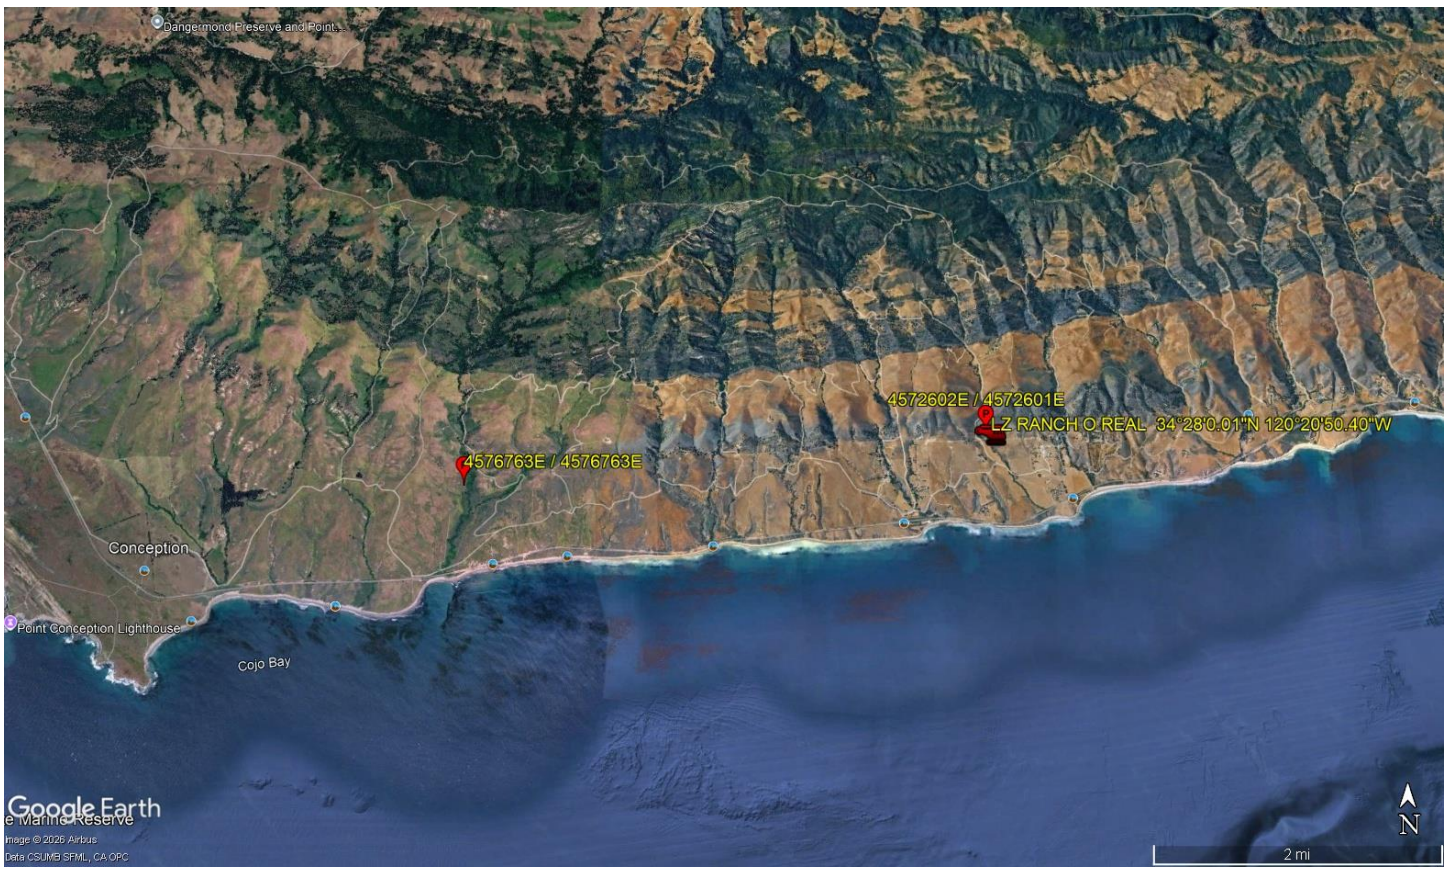 Dangermond Preserve and Point...
4572602E / 4572601E
LZ RANCH O REAL 34°28'0.01"N 120°20'50.40"W
4576763E / 4576763E
Conception
Point Conception Lighthouse
Cojo Bay
Google Earth
e Marine Reserve
Image © 2026 Airbus
Data CSUMB SFML, CA OPC
N
2 mi